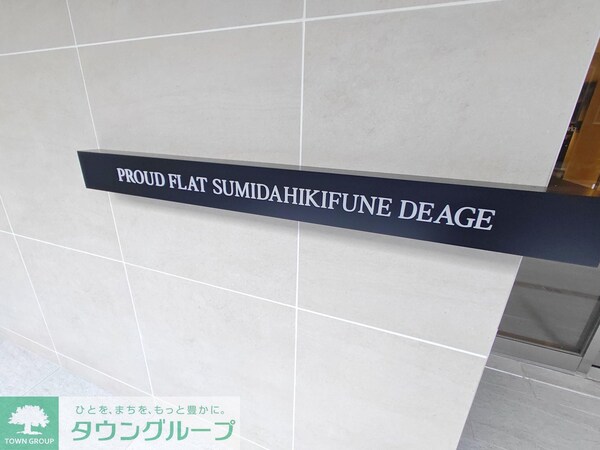 PROUD FLAT SUMIDAHIKIFUNE DEAGE
ひとを、まちを、もっと豊かに。
TOWN GROUP
タウングループ